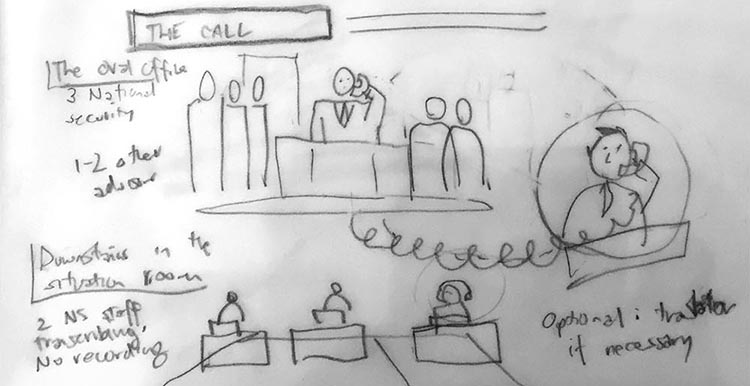 THE CALL
The oval office
3 National
security
1-2 other
advisors
Downstairs in the
situation room
2 NS staff
transcribing,
No recording
Optional: translator
if necessary